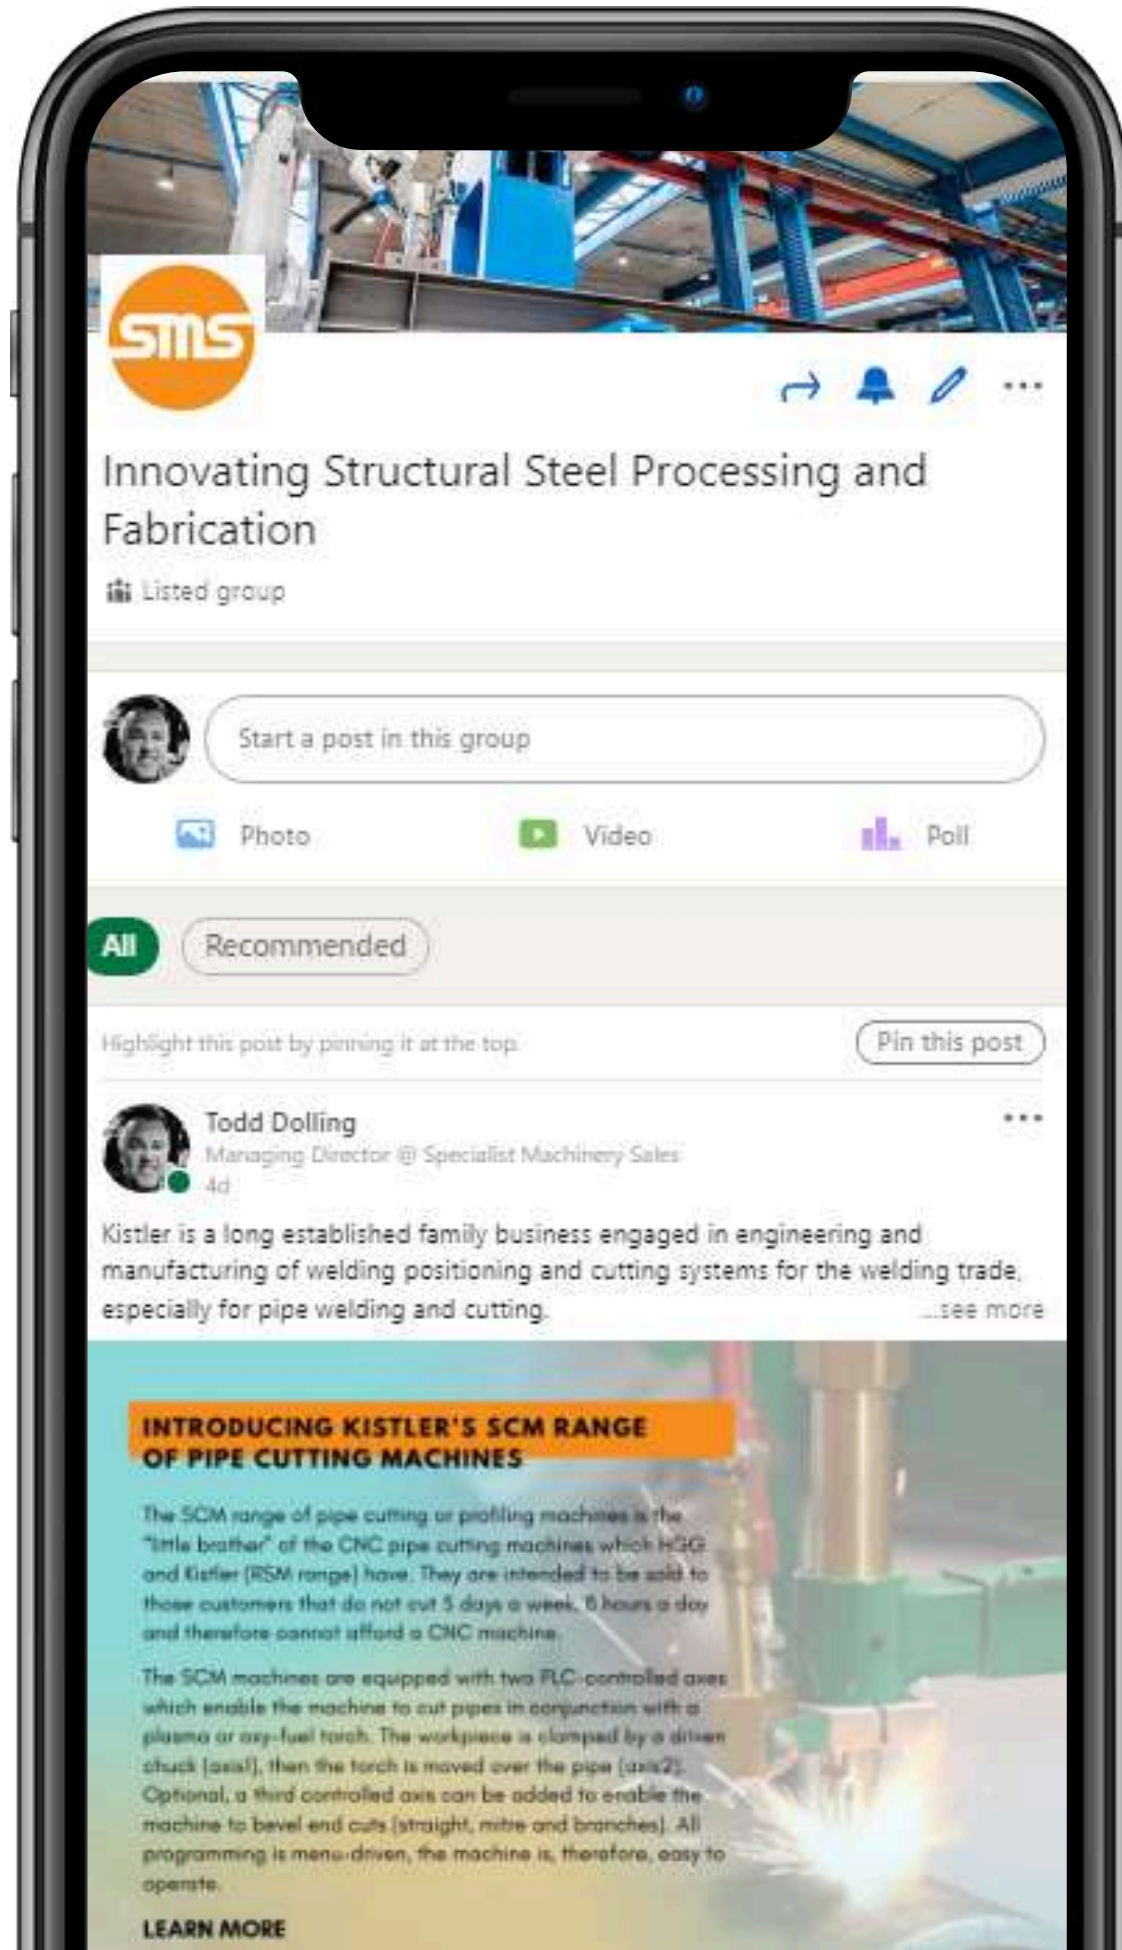 sms
Innovating Structural Steel Processing and
Fabrication
Listed group
Start a post in this group
Photo
Video
Poll
All
Recommended
Highlight this post by pinning it at the top.
Pin this post
Todd Dolling
Managing Director @ Specialist Machinery Sales
4d
Kistler is a long established family business engaged in engineering and
manufacturing of welding positioning and cutting systems for the welding trade,
especially for pipe welding and cutting.
...see more
INTRODUCING KISTLER'S SCM RANGE
OF PIPE CUTTING MACHINES
The SCM range of pipe cutting or profiling machines is the
"little brother" of the CNC pipe cutting machines which HGG
and Kistler (RSM range) have. They are intended to be sold to
those customers that do not cut 5 days a week, 8 hours a day
and therefore cannot afford a CNC machine.
The SCM machines are equipped with two PLC-controlled axes
which enable the machine to cut pipes in conjunction with a
plasma or oxy-fuel torch. The workpiece is clamped by a driven
chuck (axis1), then the torch is moved over the pipe (axis2).
Optional, a third controlled axis can be added to enable the
machine to bevel end cuts (straight, mitre and branches). All
programming is menu-driven, the machine is, therefore, easy to
operate.
LEARN MORE